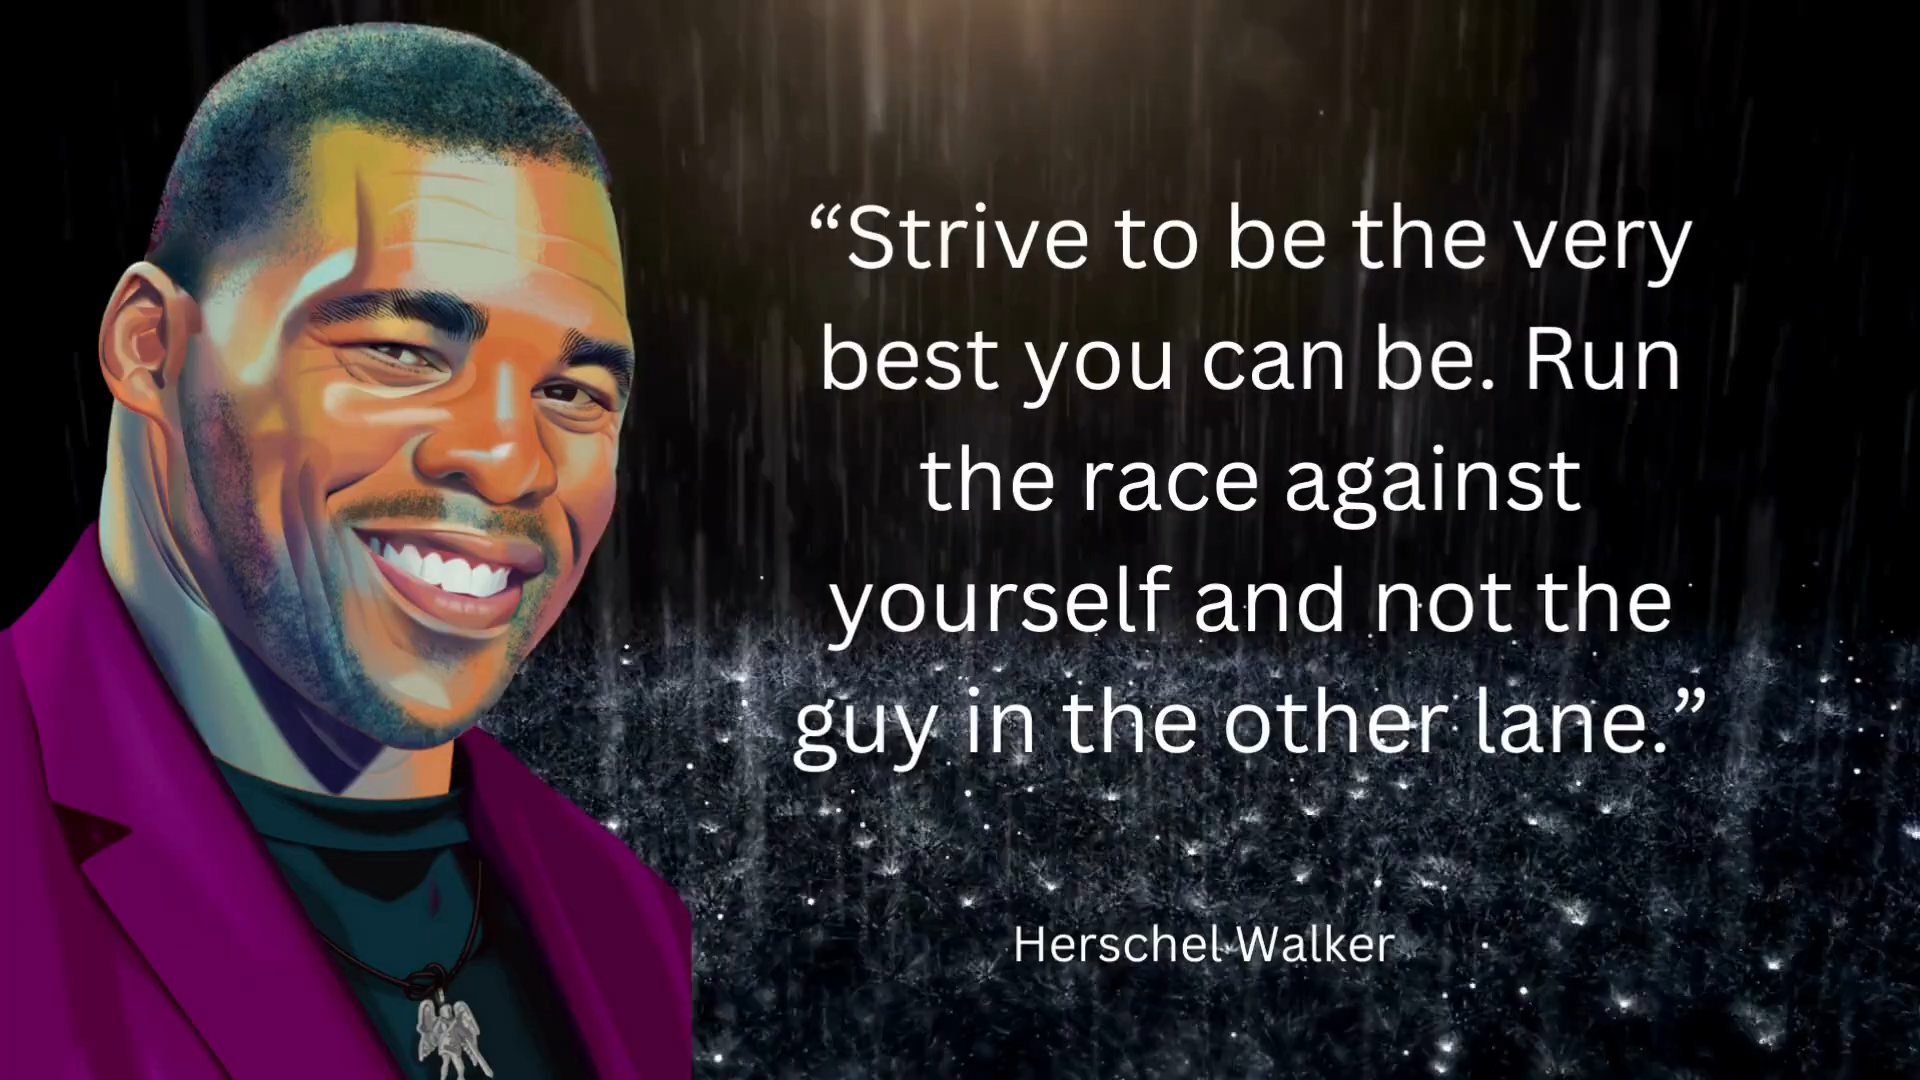 “Strive to be the very
best you can be. Run
the race against
yourself and not the
guy in the other lane.”
Herschel Walker